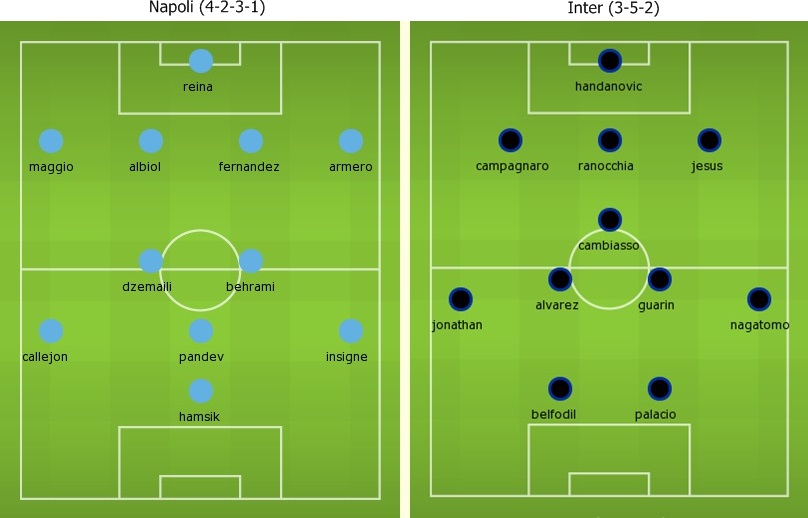 Napoli (4-2-3-1)
reina
maggio albiol fernandez armero
dzemaili behrami
callejon pandev insigne
hamsik
Inter (3-5-2)
handanovic
campagnaro ranocchia jesus
cambiasso
alvarez guarin
jonathan nagatomo
belfodil palacio